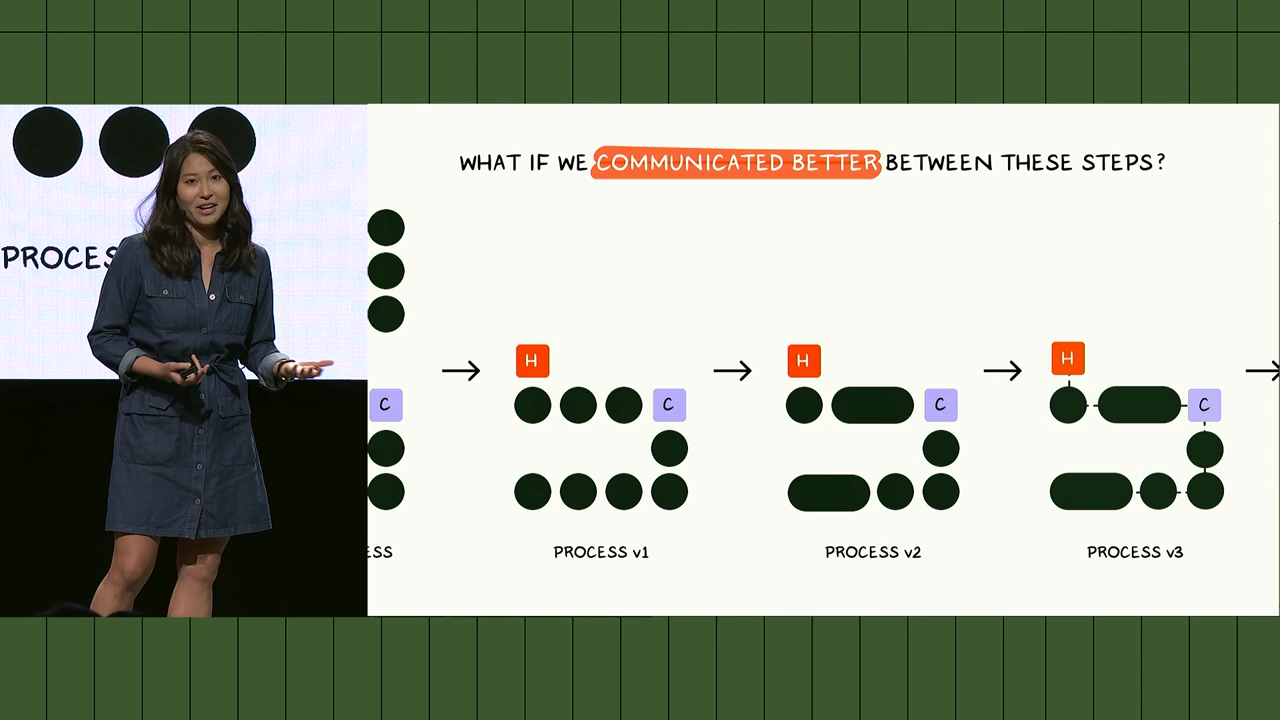 WHAT IF WE COMMUNICATED BETTER BETWEEN THESE STEPS?
PROCES
H
H
H
C
C
C
C
ESS
PROCESS v1
PROCESS v2
PROCESS v3